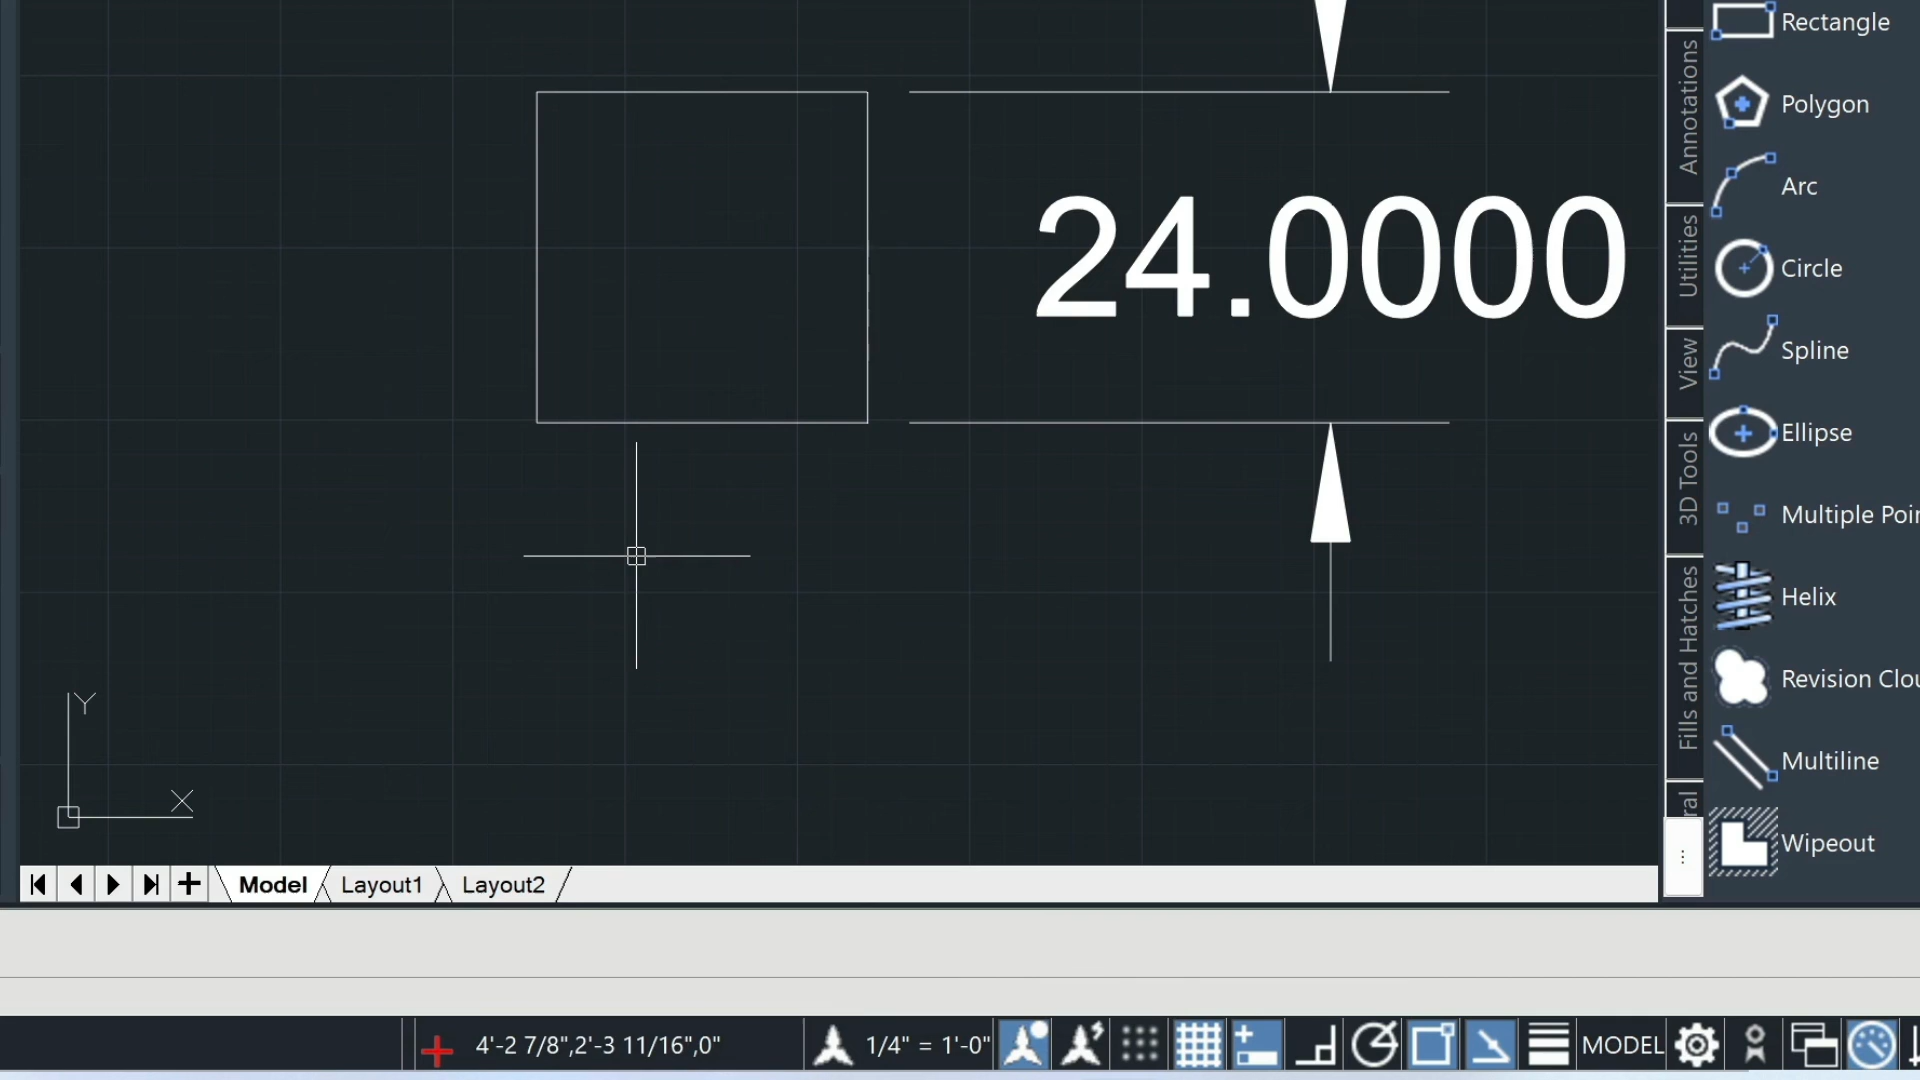 Rectangle
Annotations
Polygon
Arc
24.0000
Utilities
Circle
View
Spline
3D Tools
Ellipse
Multiple Poin
Fills and Hatches
Helix
Revision Clou
Y
Multiline
X
ral
Wipeout
Model
Layout1
Layout2
4'-2 7/8",2'-3 11/16",0"
1/4" = 1'-0"
MODEL